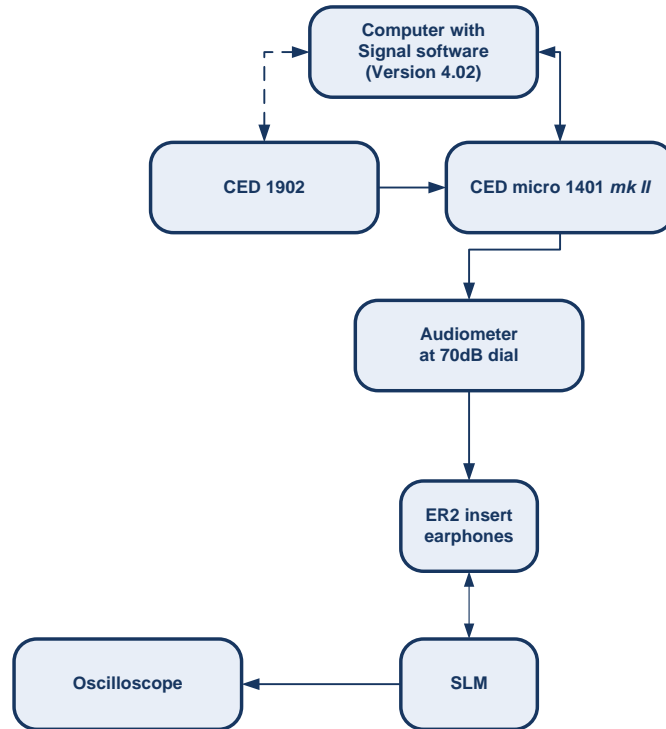 Computer with
Signal software
(Version 4.02)
CED 1902
CED micro 1401 mk II
Audiometer
at 70dB dial
ER2 insert
earphones
Oscilloscope
SLM